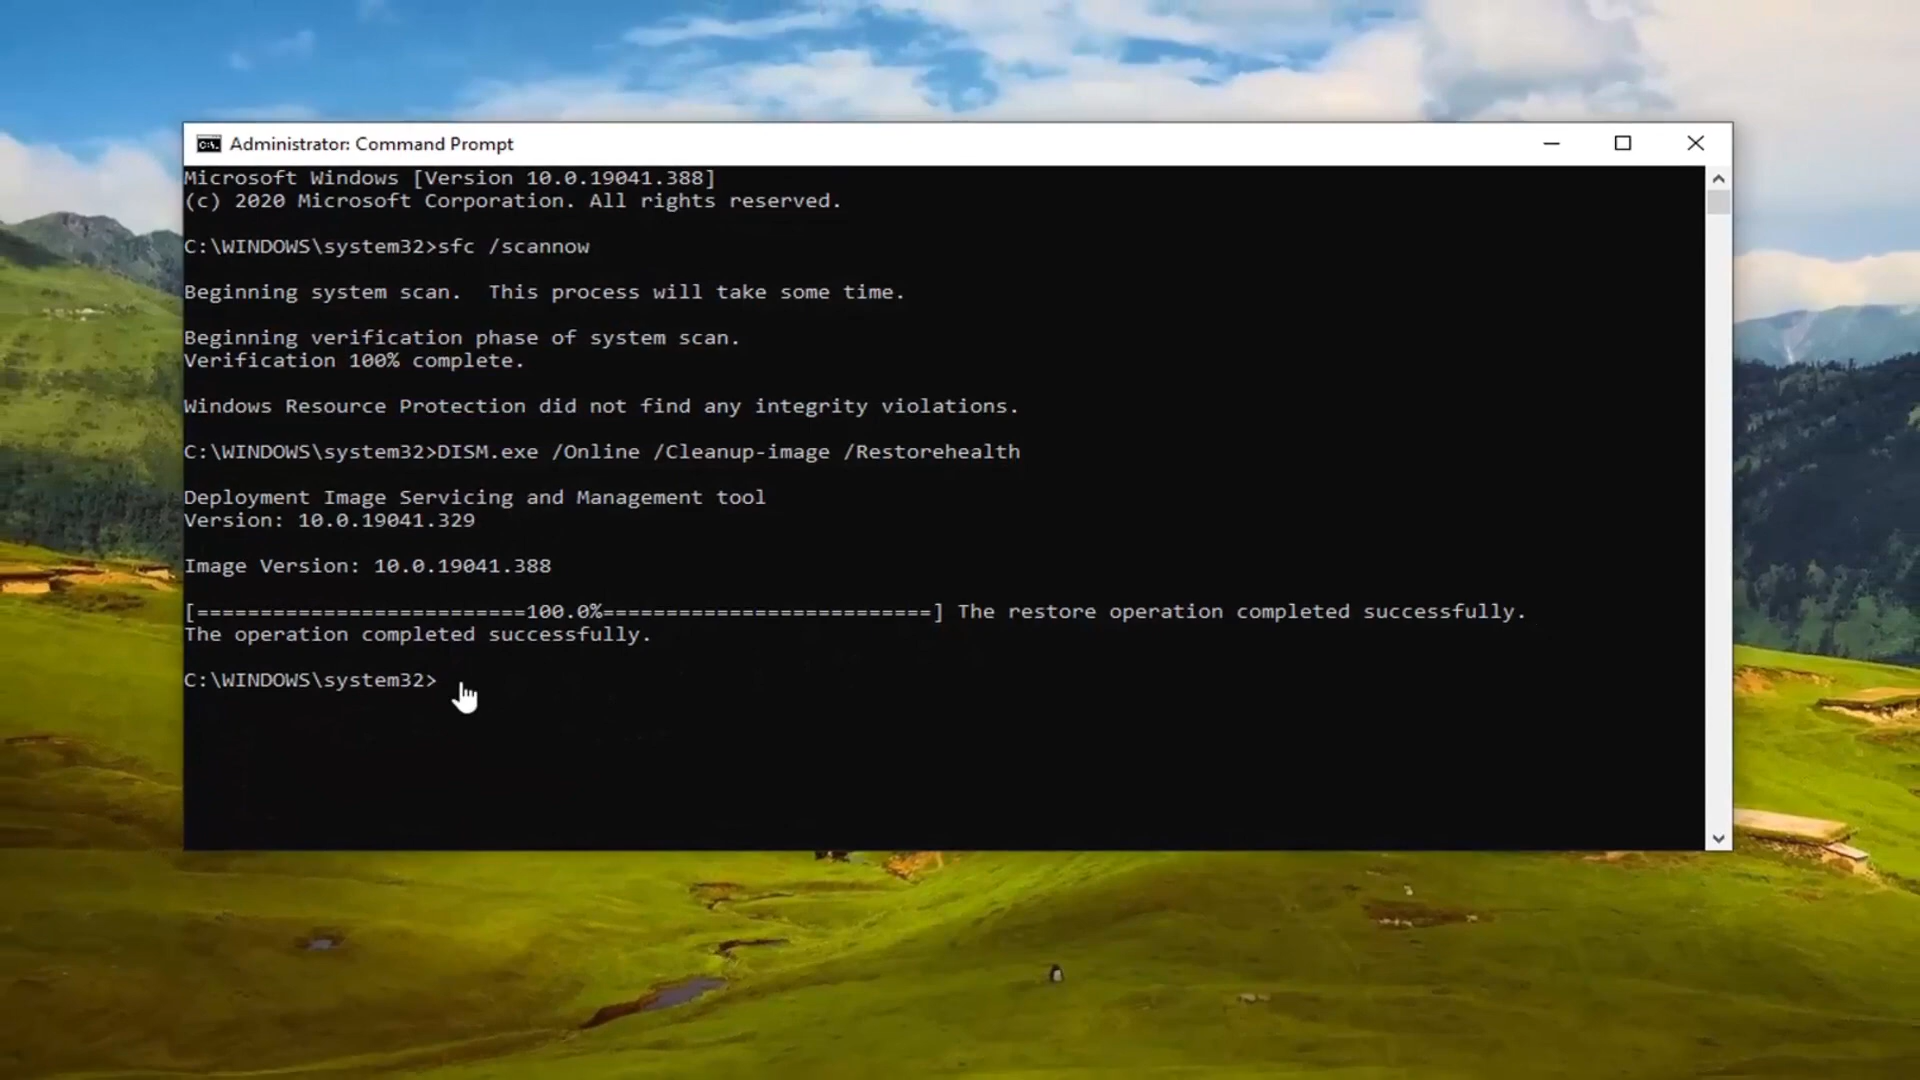 Administrator: Command Prompt
Microsoft Windows [Version 10.0.19041.388]
(c) 2020 Microsoft Corporation. All rights reserved.
C:\WINDOWS\system32>sfc /scannow
Beginning system scan.  This process will take some time.
Beginning verification phase of system scan.
Verification 100% complete.
Windows Resource Protection did not find any integrity violations.
C:\WINDOWS\system32>DISM.exe /Online /Cleanup-image /Restorehealth
Deployment Image Servicing and Management tool
Version: 10.0.19041.329
Image Version: 10.0.19041.388
[==========================100.0%==========================] The restore operation completed successfully.
The operation completed successfully.
C:\WINDOWS\system32>